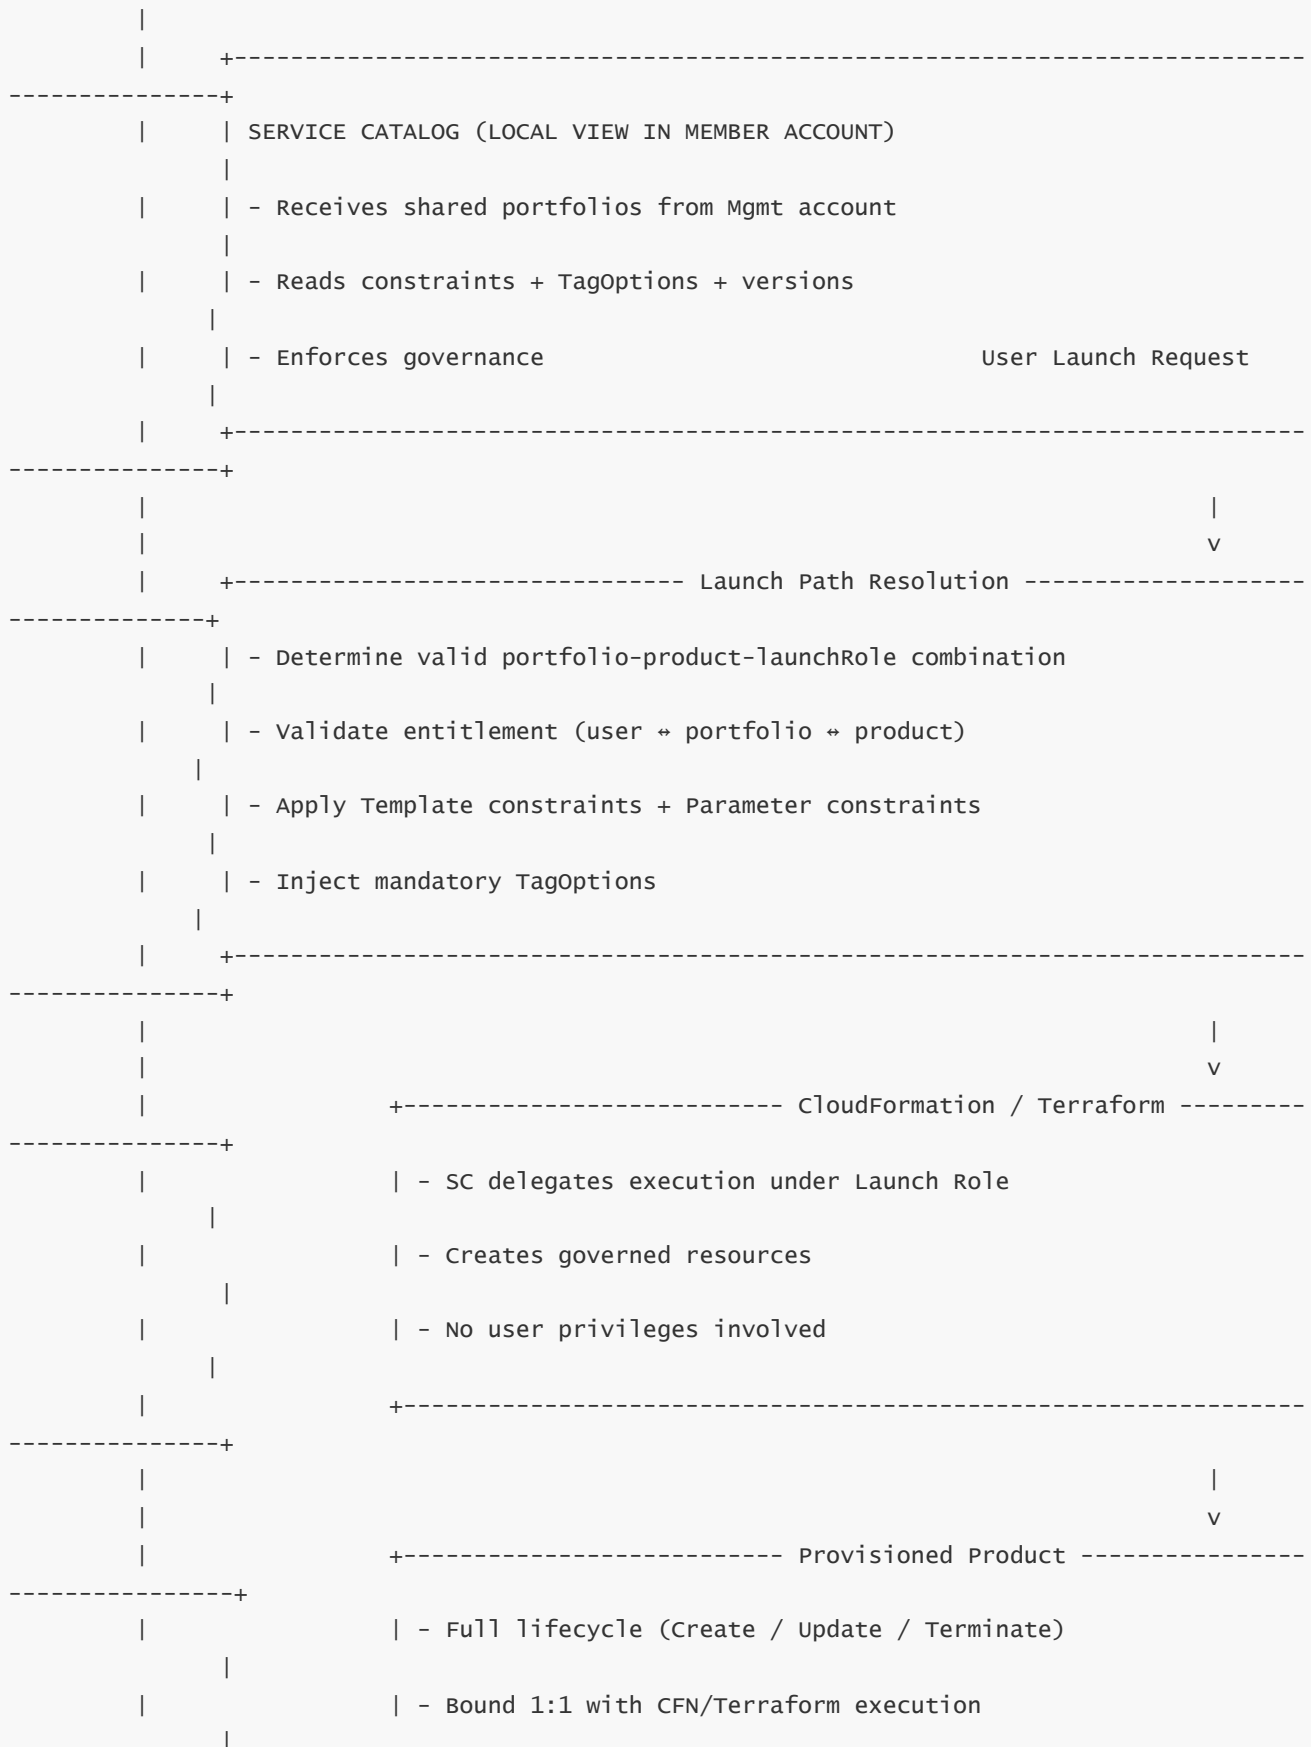 |
| +----------------------------------------------------------------------------
---------------+
| | SERVICE CATALOG (LOCAL VIEW IN MEMBER ACCOUNT)
|
| | - Receives shared portfolios from Mgmt account
|
| | - Reads constraints + TagOptions + versions
|
| | - Enforces governance User Launch Request
|
| +----------------------------------------------------------------------------
---------------+
| |
| v
| +-------------------------------- Launch Path Resolution --------------------
--------------+
| | - Determine valid portfolio-product-launchRole combination
|
| | - Validate entitlement (user ↔ portfolio ↔ product)
|
| | - Apply Template constraints + Parameter constraints
|
| | - Inject mandatory TagOptions
|
| +----------------------------------------------------------------------------
---------------+
| |
| v
| +--------------------------- CloudFormation / Terraform ---------
---------------+
| | - SC delegates execution under Launch Role
|
| | - Creates governed resources
|
| | - No user privileges involved
|
| +----------------------------------------------------------------
---------------+
| |
| v
| +--------------------------- Provisioned Product ----------------
----------------+
| | - Full lifecycle (Create / Update / Terminate)
|
| | - Bound 1:1 with CFN/Terraform execution
|